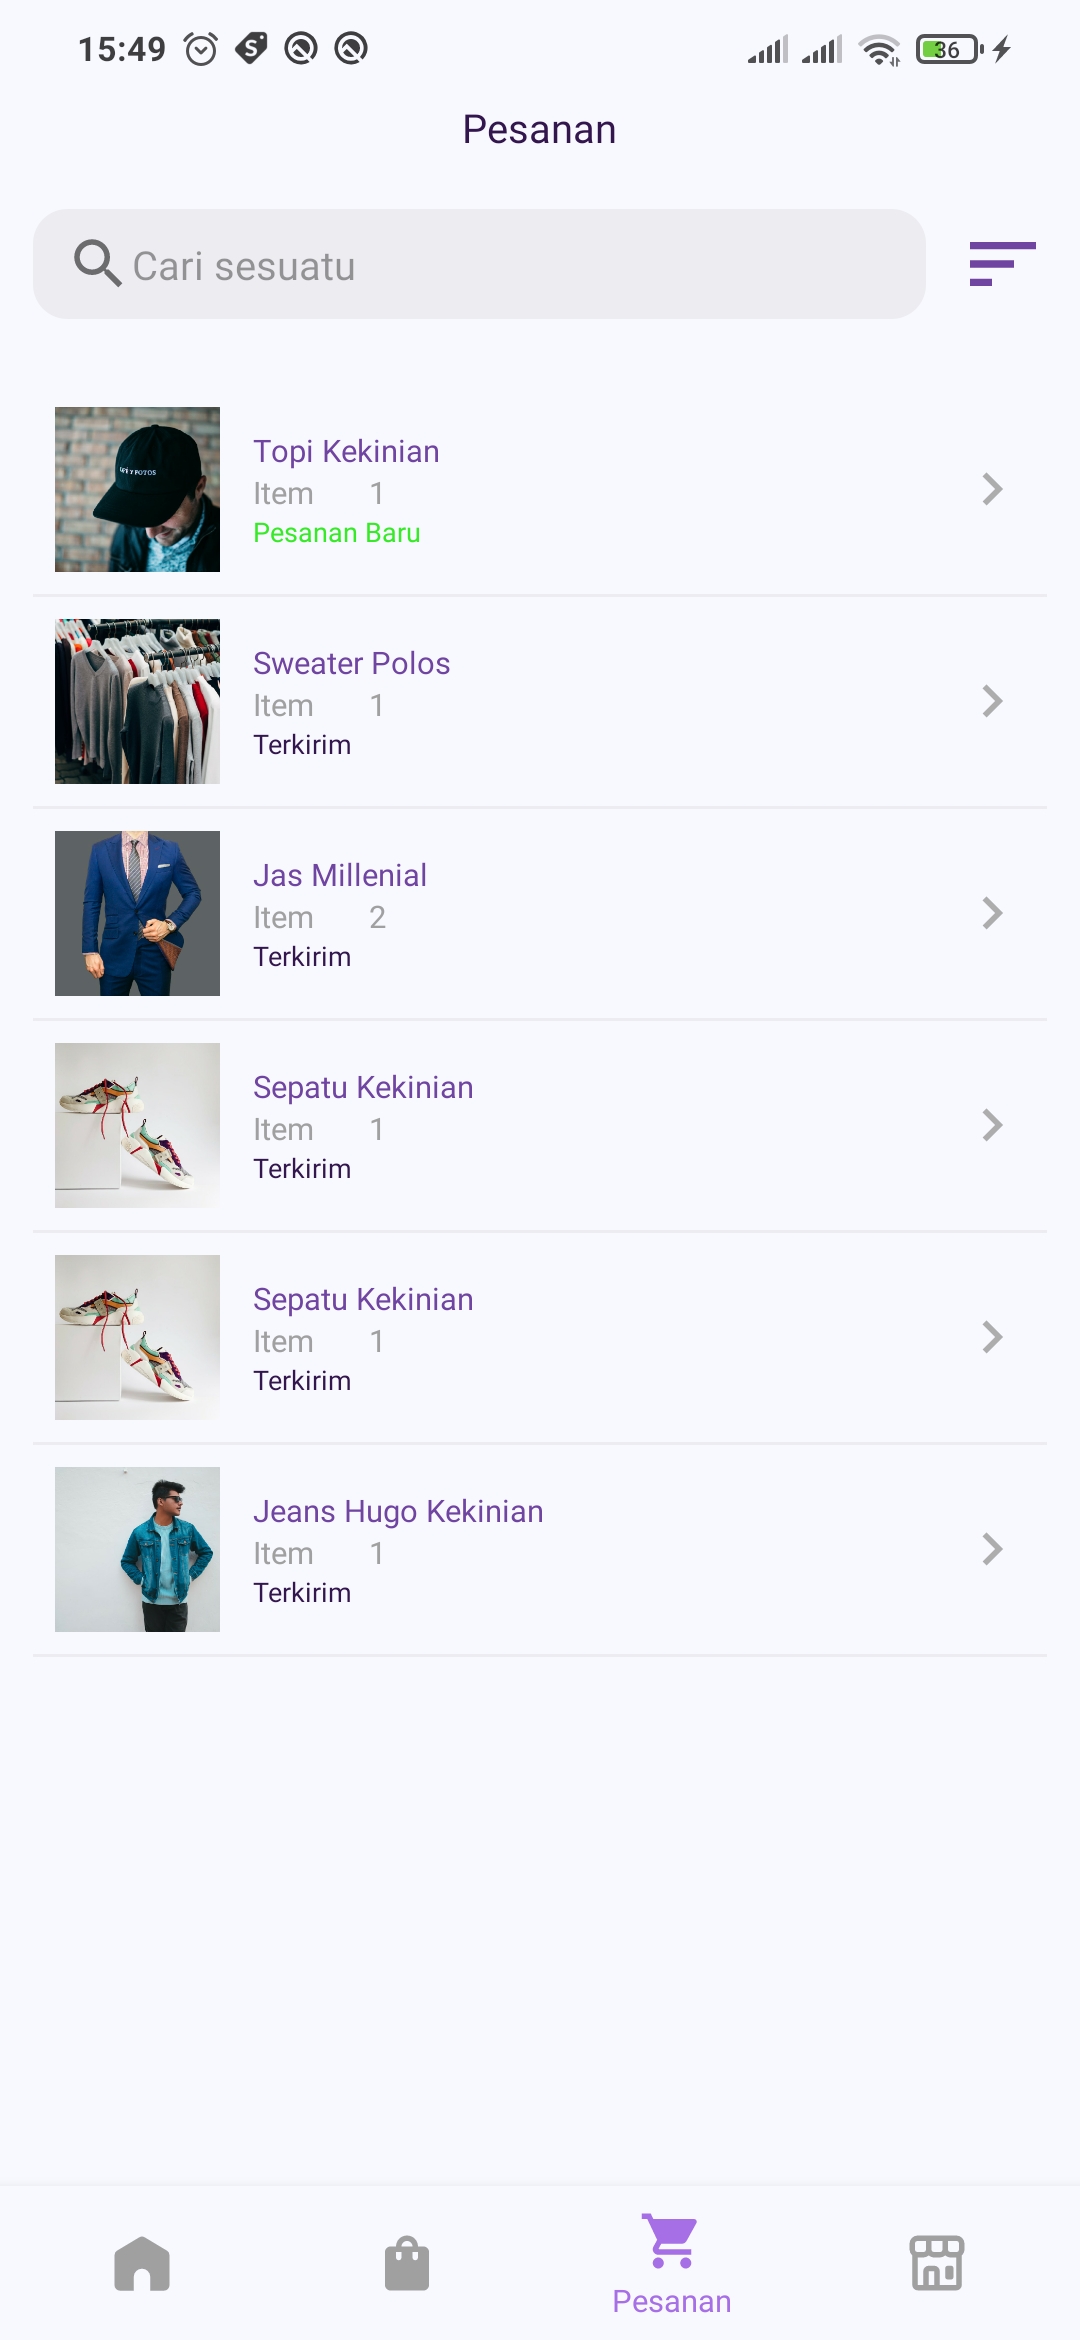 15:49
36
Pesanan
Cari sesuatu
Topi Kekinian
Item 1
Pesanan Baru
Sweater Polos
Item 1
Terkirim
Jas Millenial
Item 2
Terkirim
Sepatu Kekinian
Item 1
Terkirim
Sepatu Kekinian
Item 1
Terkirim
Jeans Hugo Kekinian
Item 1
Terkirim
Pesanan